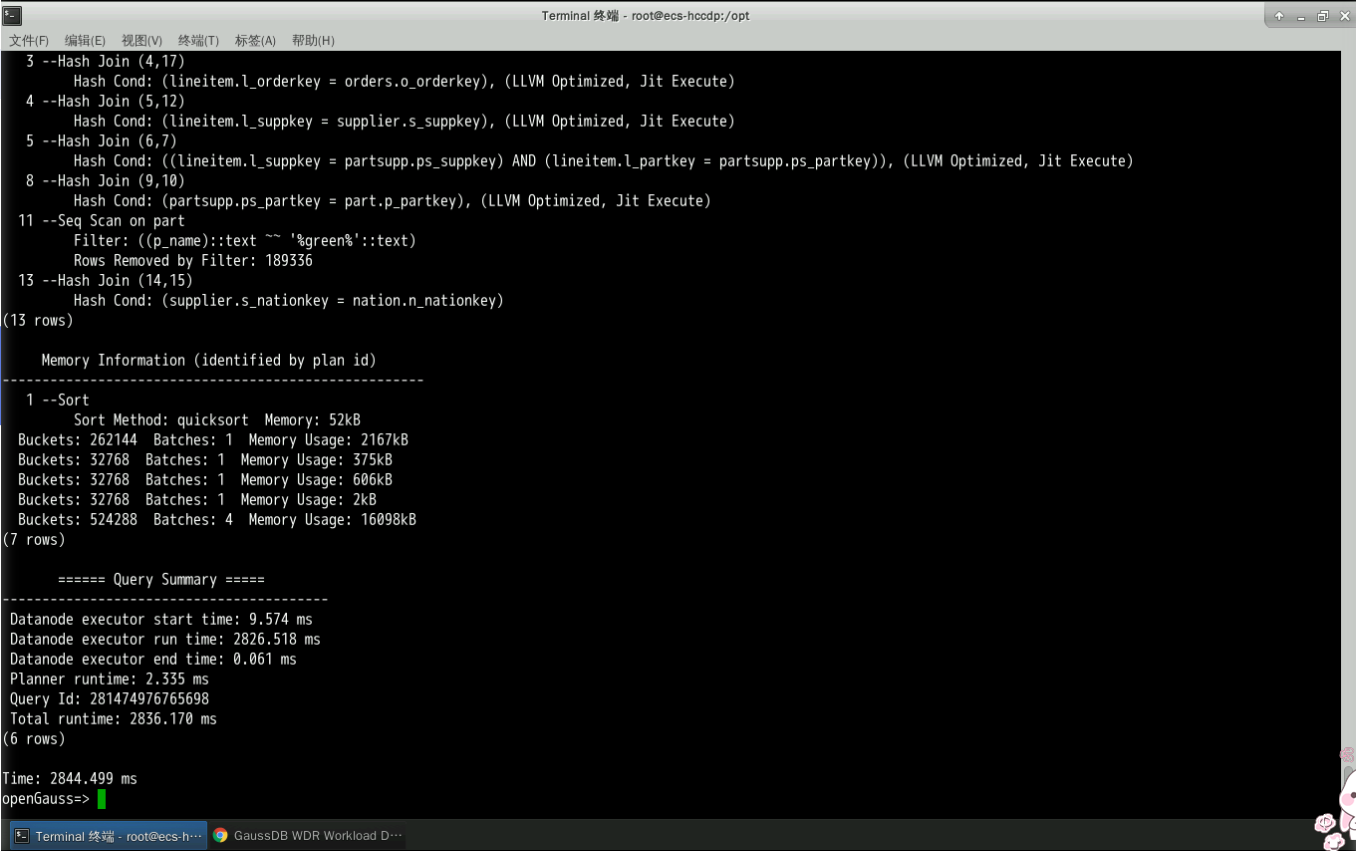 Terminal 终端 - root@ecs-hccdp:/opt
文件(F) 编辑(E) 视图(V) 终端(T) 标签(A) 帮助(H)
3 --Hash Join (4,17)
Hash Cond: (lineitem.l_orderkey = orders.o_orderkey), (LLVM Optimized, Jit Execute)
4 --Hash Join (5,12)
Hash Cond: (lineitem.l_suppkey = supplier.s_suppkey), (LLVM Optimized, Jit Execute)
5 --Hash Join (6,7)
Hash Cond: ((lineitem.l_suppkey = partsupp.ps_suppkey) AND (lineitem.l_partkey = partsupp.ps_partkey)), (LLVM Optimized, Jit Execute)
8 --Hash Join (9,10)
Hash Cond: (partsupp.ps_partkey = part.p_partkey), (LLVM Optimized, Jit Execute)
11 --Seq Scan on part
Filter: ((p_name)::text ~~ '%green%'::text)
Rows Removed by Filter: 189336
13 --Hash Join (14,15)
Hash Cond: (supplier.s_nationkey = nation.n_nationkey)
(13 rows)
Memory Information (identified by plan id)
-----------------------------------------------------
1 --Sort
Sort Method: quicksort  Memory: 52kB
Buckets: 262144  Batches: 1  Memory Usage: 2167kB
Buckets: 32768  Batches: 1  Memory Usage: 375kB
Buckets: 32768  Batches: 1  Memory Usage: 606kB
Buckets: 32768  Batches: 1  Memory Usage: 2kB
Buckets: 524288  Batches: 4  Memory Usage: 16098kB
(7 rows)
====== Query Summary =====
-----------------------------------------
Datanode executor start time: 9.574 ms
Datanode executor run time: 2826.518 ms
Datanode executor end time: 0.061 ms
Planner runtime: 2.335 ms
Query Id: 281474976765698
Total runtime: 2836.170 ms
(6 rows)
Time: 2844.499 ms
openGauss=>
Terminal 终端 - root@ecs-h··· GaussDB WDR Workload D···